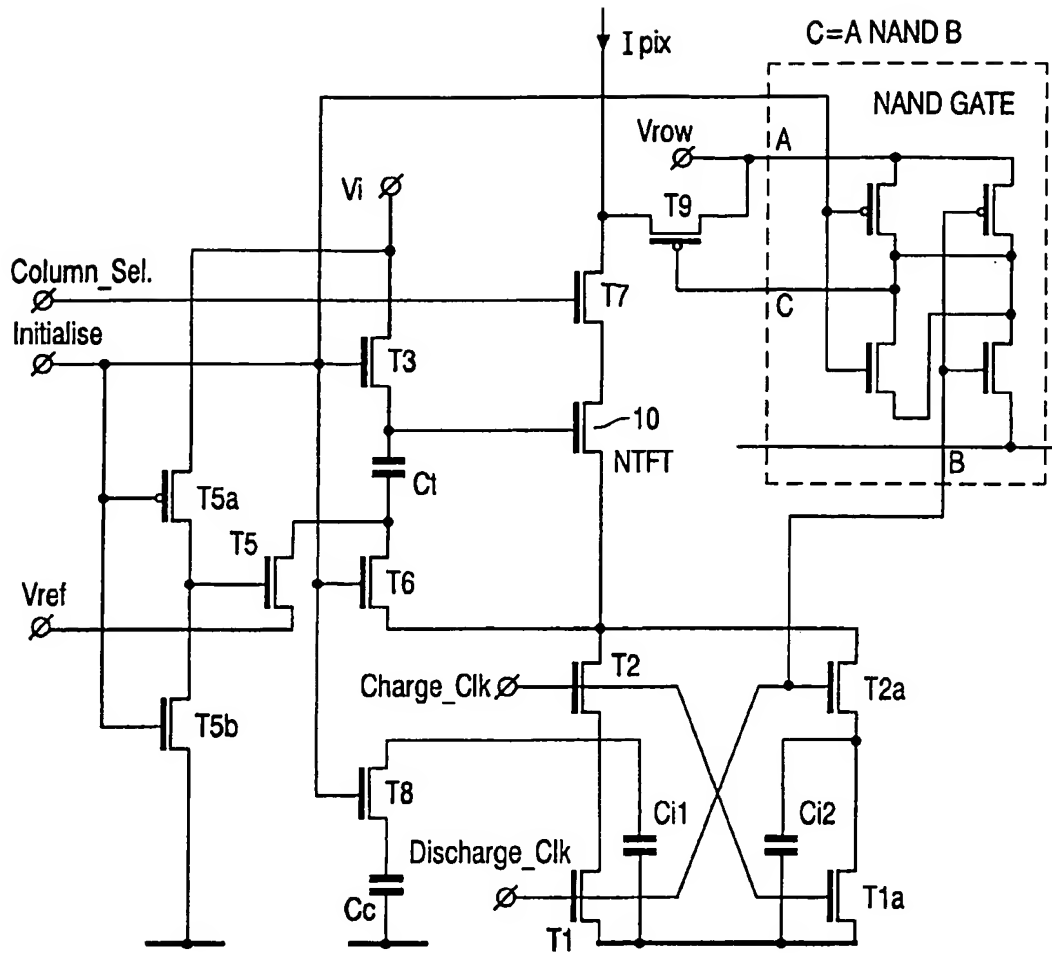 I pix
C=A NAND B
NAND GATE
Vrow
A
Vi
T9
Column_Sel.
T7
C
Initialise
T3
10
NTFT
Ct
B
T5a
T5
T6
Vref
T2
Charge_Clk
T2a
T5b
T8
Ci1
Ci2
Discharge_Clk
Cc
T1
T1a